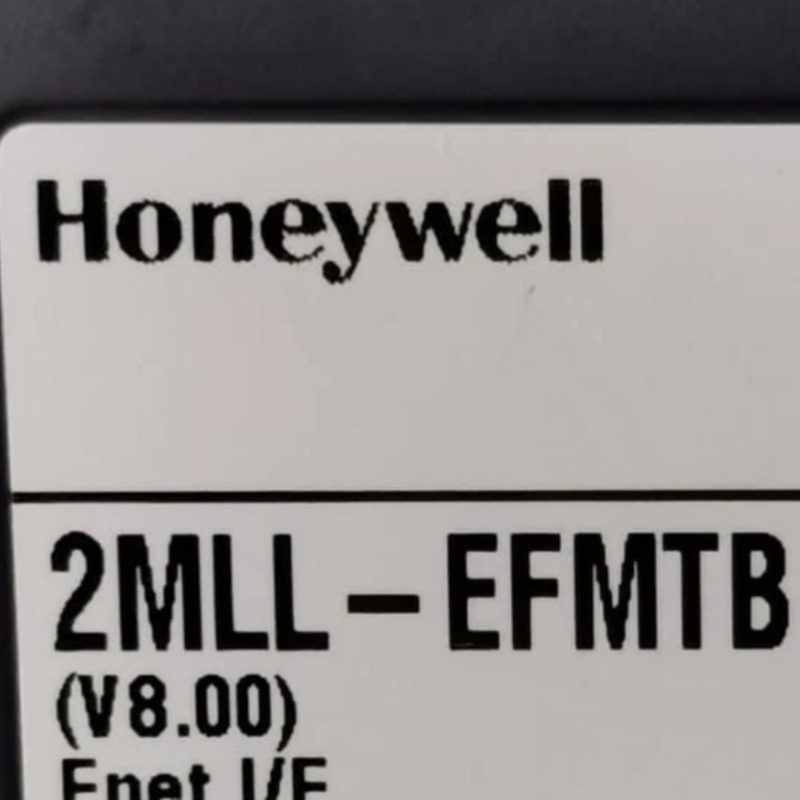 Honeywell
2MLL-EFMTB
(V8.00)
Enet I/F